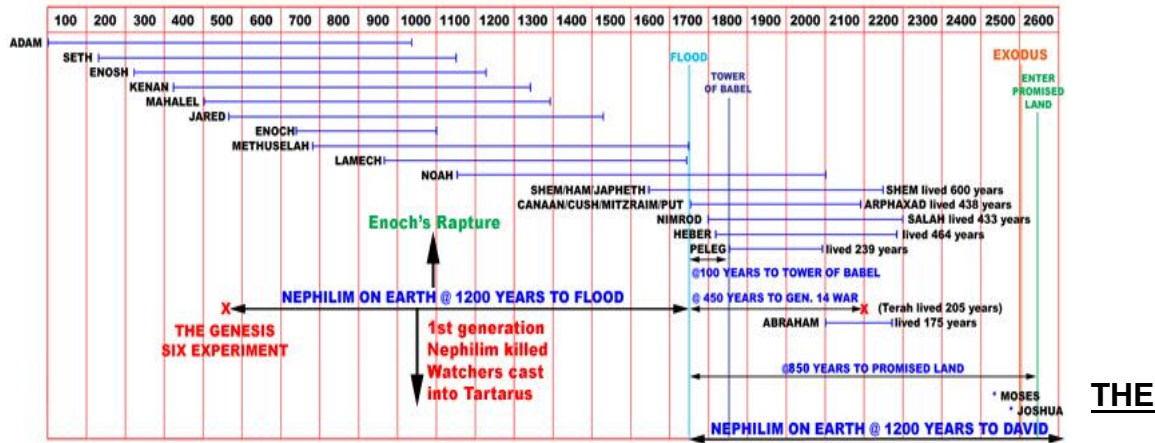 100 200 300 400 500 600 700 800 900 1000 1100 1200 1300 1400 1500 1600 1700 1800 1900 2000 2100 2200 2300 2400 2500 2600
ADAM
SETH
ENOSH
KENAN
MAHALEL
JARED
ENOCH
METHUSELAH
LAMECH
NOAH
FLOOD
TOWER
OF BABEL
EXODUS
ENTER
PROMISED
LAND
SHEM/HAM/JAPHETH
SHEM lived 600 years
CANAAN/CUSH/MITZRAIM/PUT
ARPHAXAD lived 438 years
NIMROD
SALAH lived 433 years
HEBER
lived 464 years
PELEG
lived 239 years
Enoch's Rapture
@100 YEARS TO TOWER OF BABEL
NEPHILIM ON EARTH @ 1200 YEARS TO FLOOD
@ 450 YEARS TO GEN. 14 WAR
X
X
(Terah lived 205 years)
THE GENESIS
SIX EXPERIMENT
1st generation
Nephilim killed
Watchers cast
into Tartarus
ABRAHAM
lived 175 years
@850 YEARS TO PROMISED LAND
* MOSES
* JOSHUA
THE
NEPHILIM ON EARTH @ 1200 YEARS TO DAVID